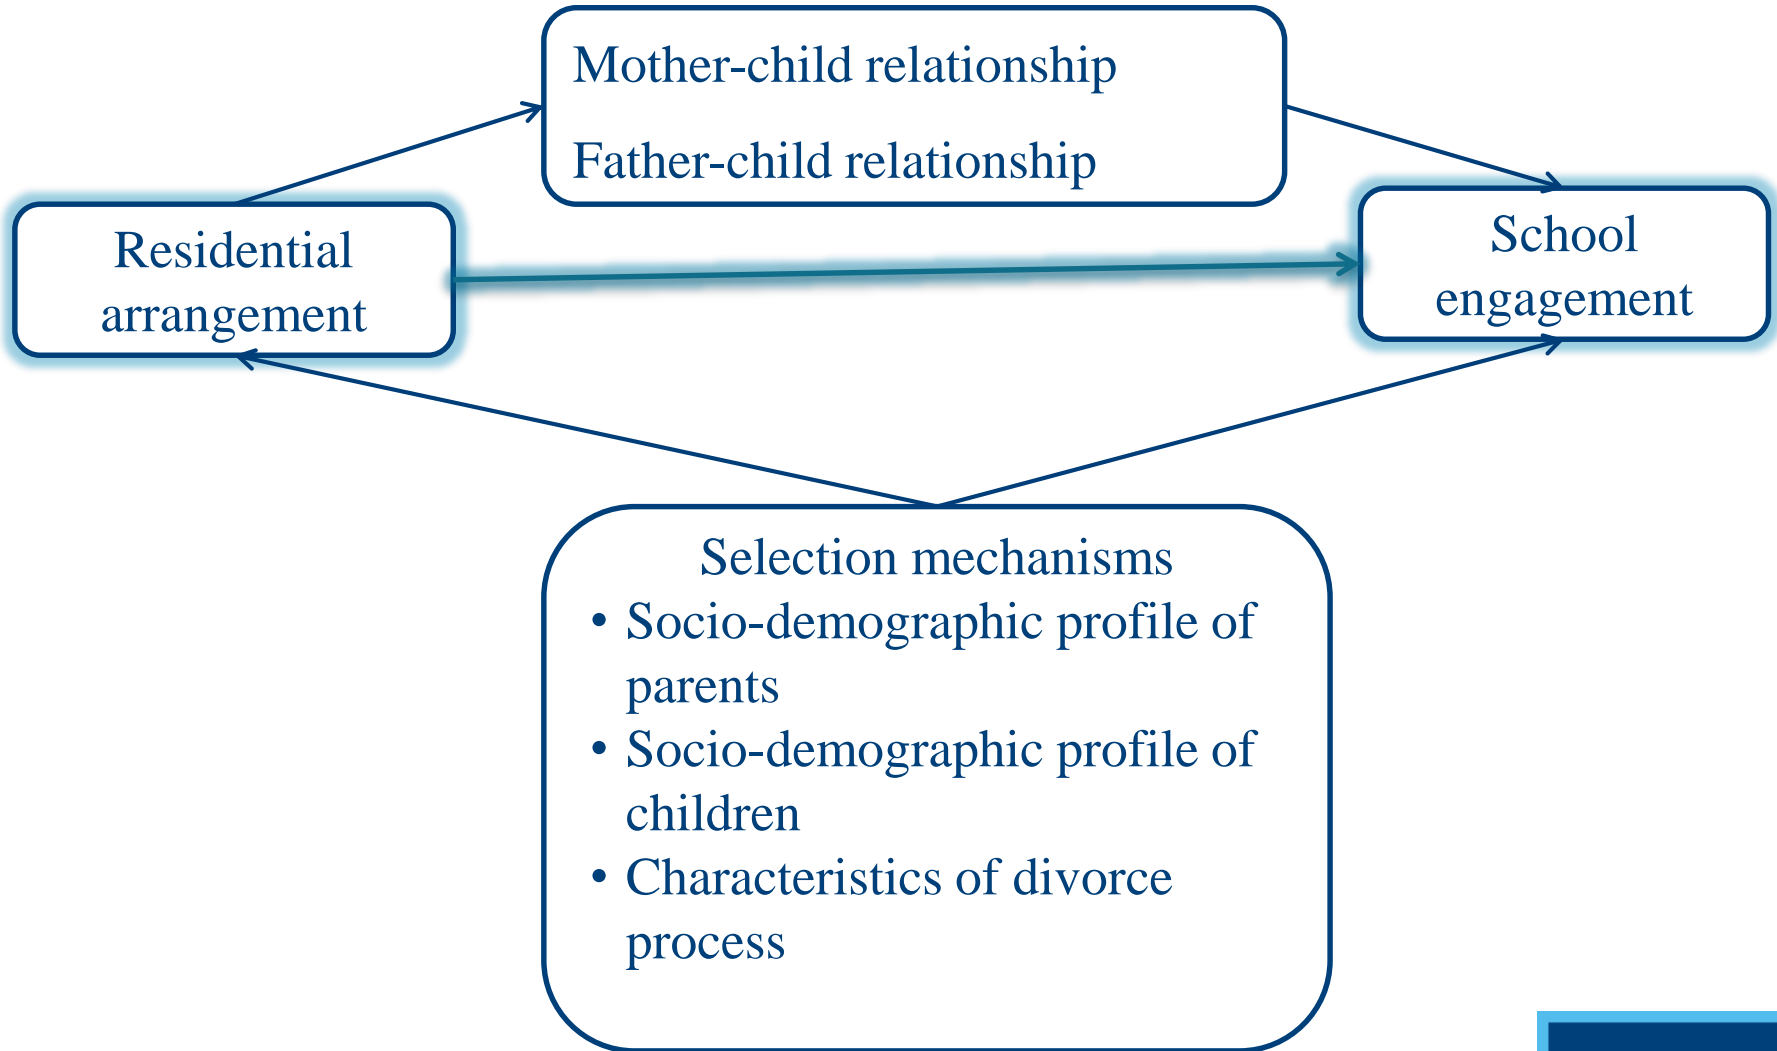 Mother-child relationship
Father-child relationship
Residential
arrangement
School
engagement
Selection mechanisms
• Socio-demographic profile of
parents
• Socio-demographic profile of
children
• Characteristics of divorce
process